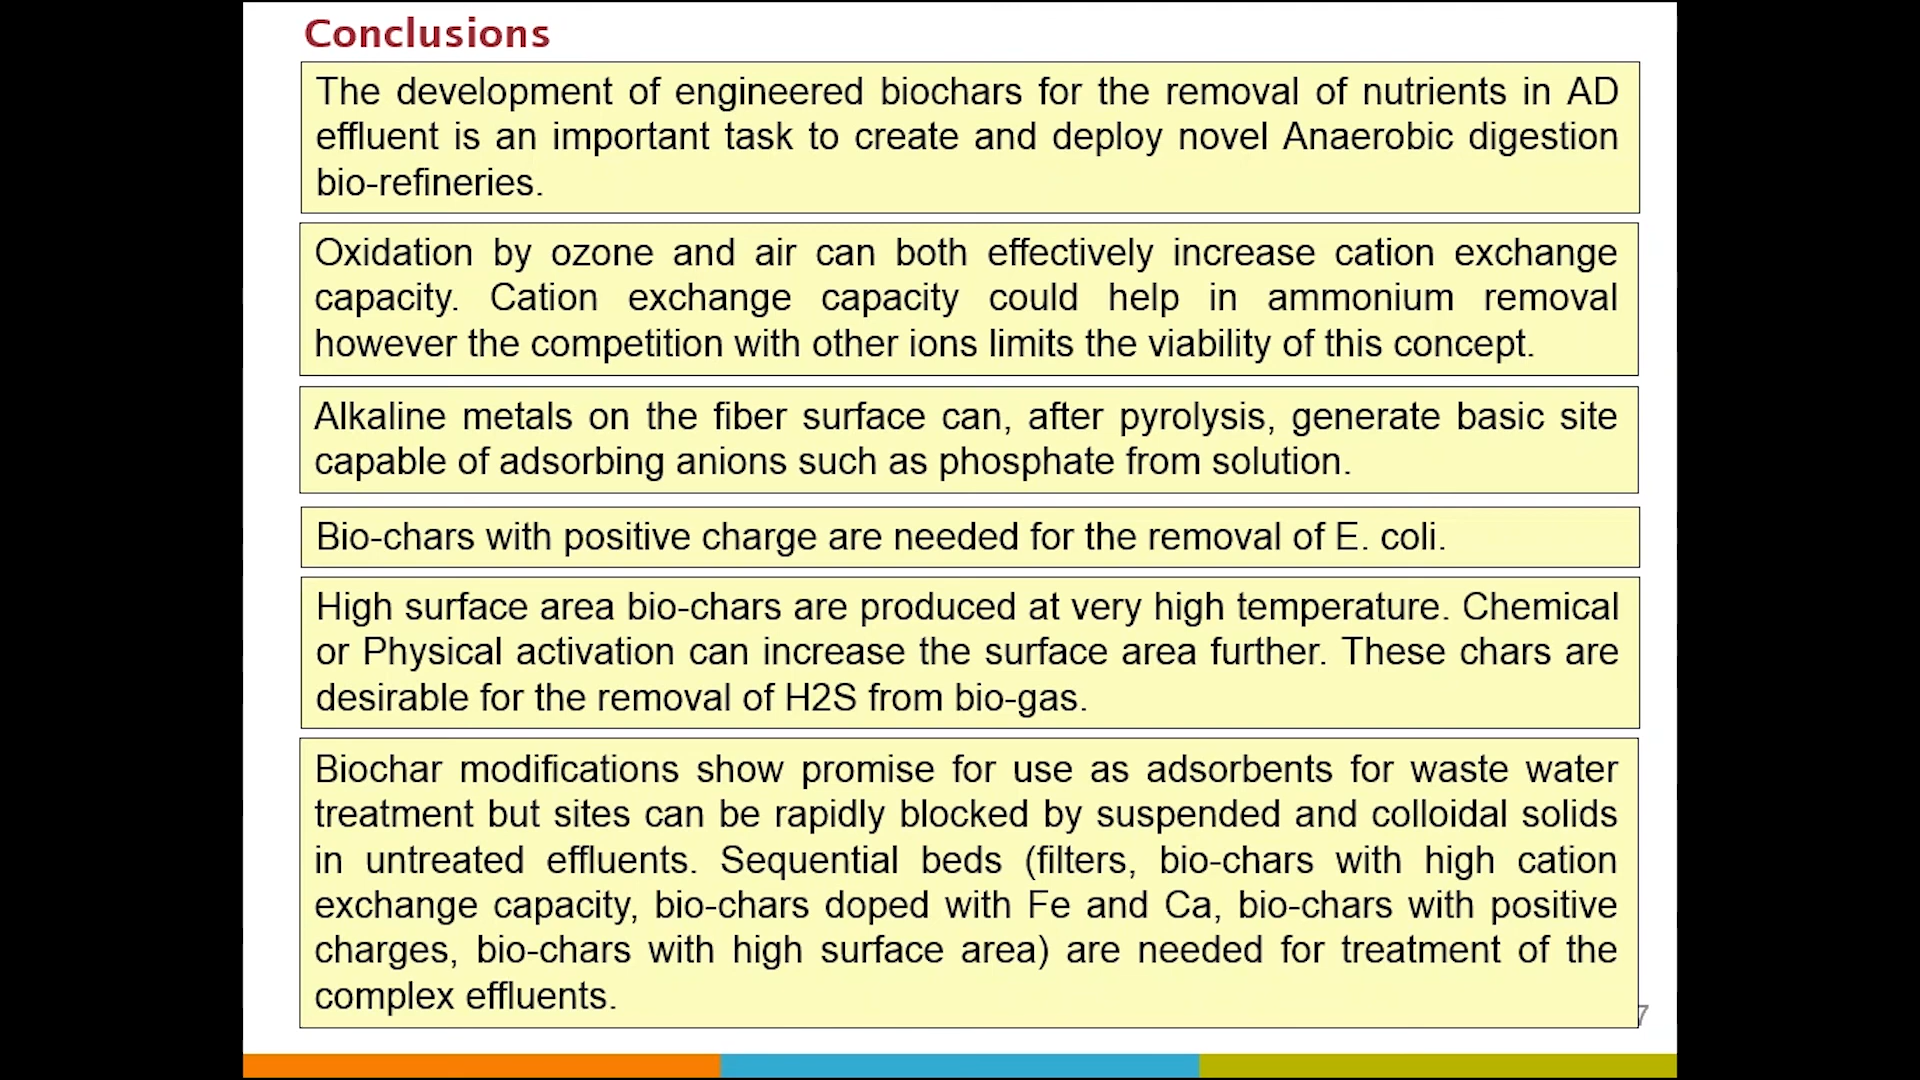 Conclusions
The development of engineered biochars for the removal of nutrients in AD
effluent is an important task to create and deploy novel Anaerobic digestion
bio-refineries.
Oxidation by ozone and air can both effectively increase cation exchange
capacity. Cation exchange capacity could help in ammonium removal
however the competition with other ions limits the viability of this concept.
Alkaline metals on the fiber surface can, after pyrolysis, generate basic site
capable of adsorbing anions such as phosphate from solution.
Bio-chars with positive charge are needed for the removal of E. coli.
High surface area bio-chars are produced at very high temperature. Chemical
or Physical activation can increase the surface area further. These chars are
desirable for the removal of H2S from bio-gas.
Biochar modifications show promise for use as adsorbents for waste water
treatment but sites can be rapidly blocked by suspended and colloidal solids
in untreated effluents. Sequential beds (filters, bio-chars with high cation
exchange capacity, bio-chars doped with Fe and Ca, bio-chars with positive
charges, bio-chars with high surface area) are needed for treatment of the
complex effluents.